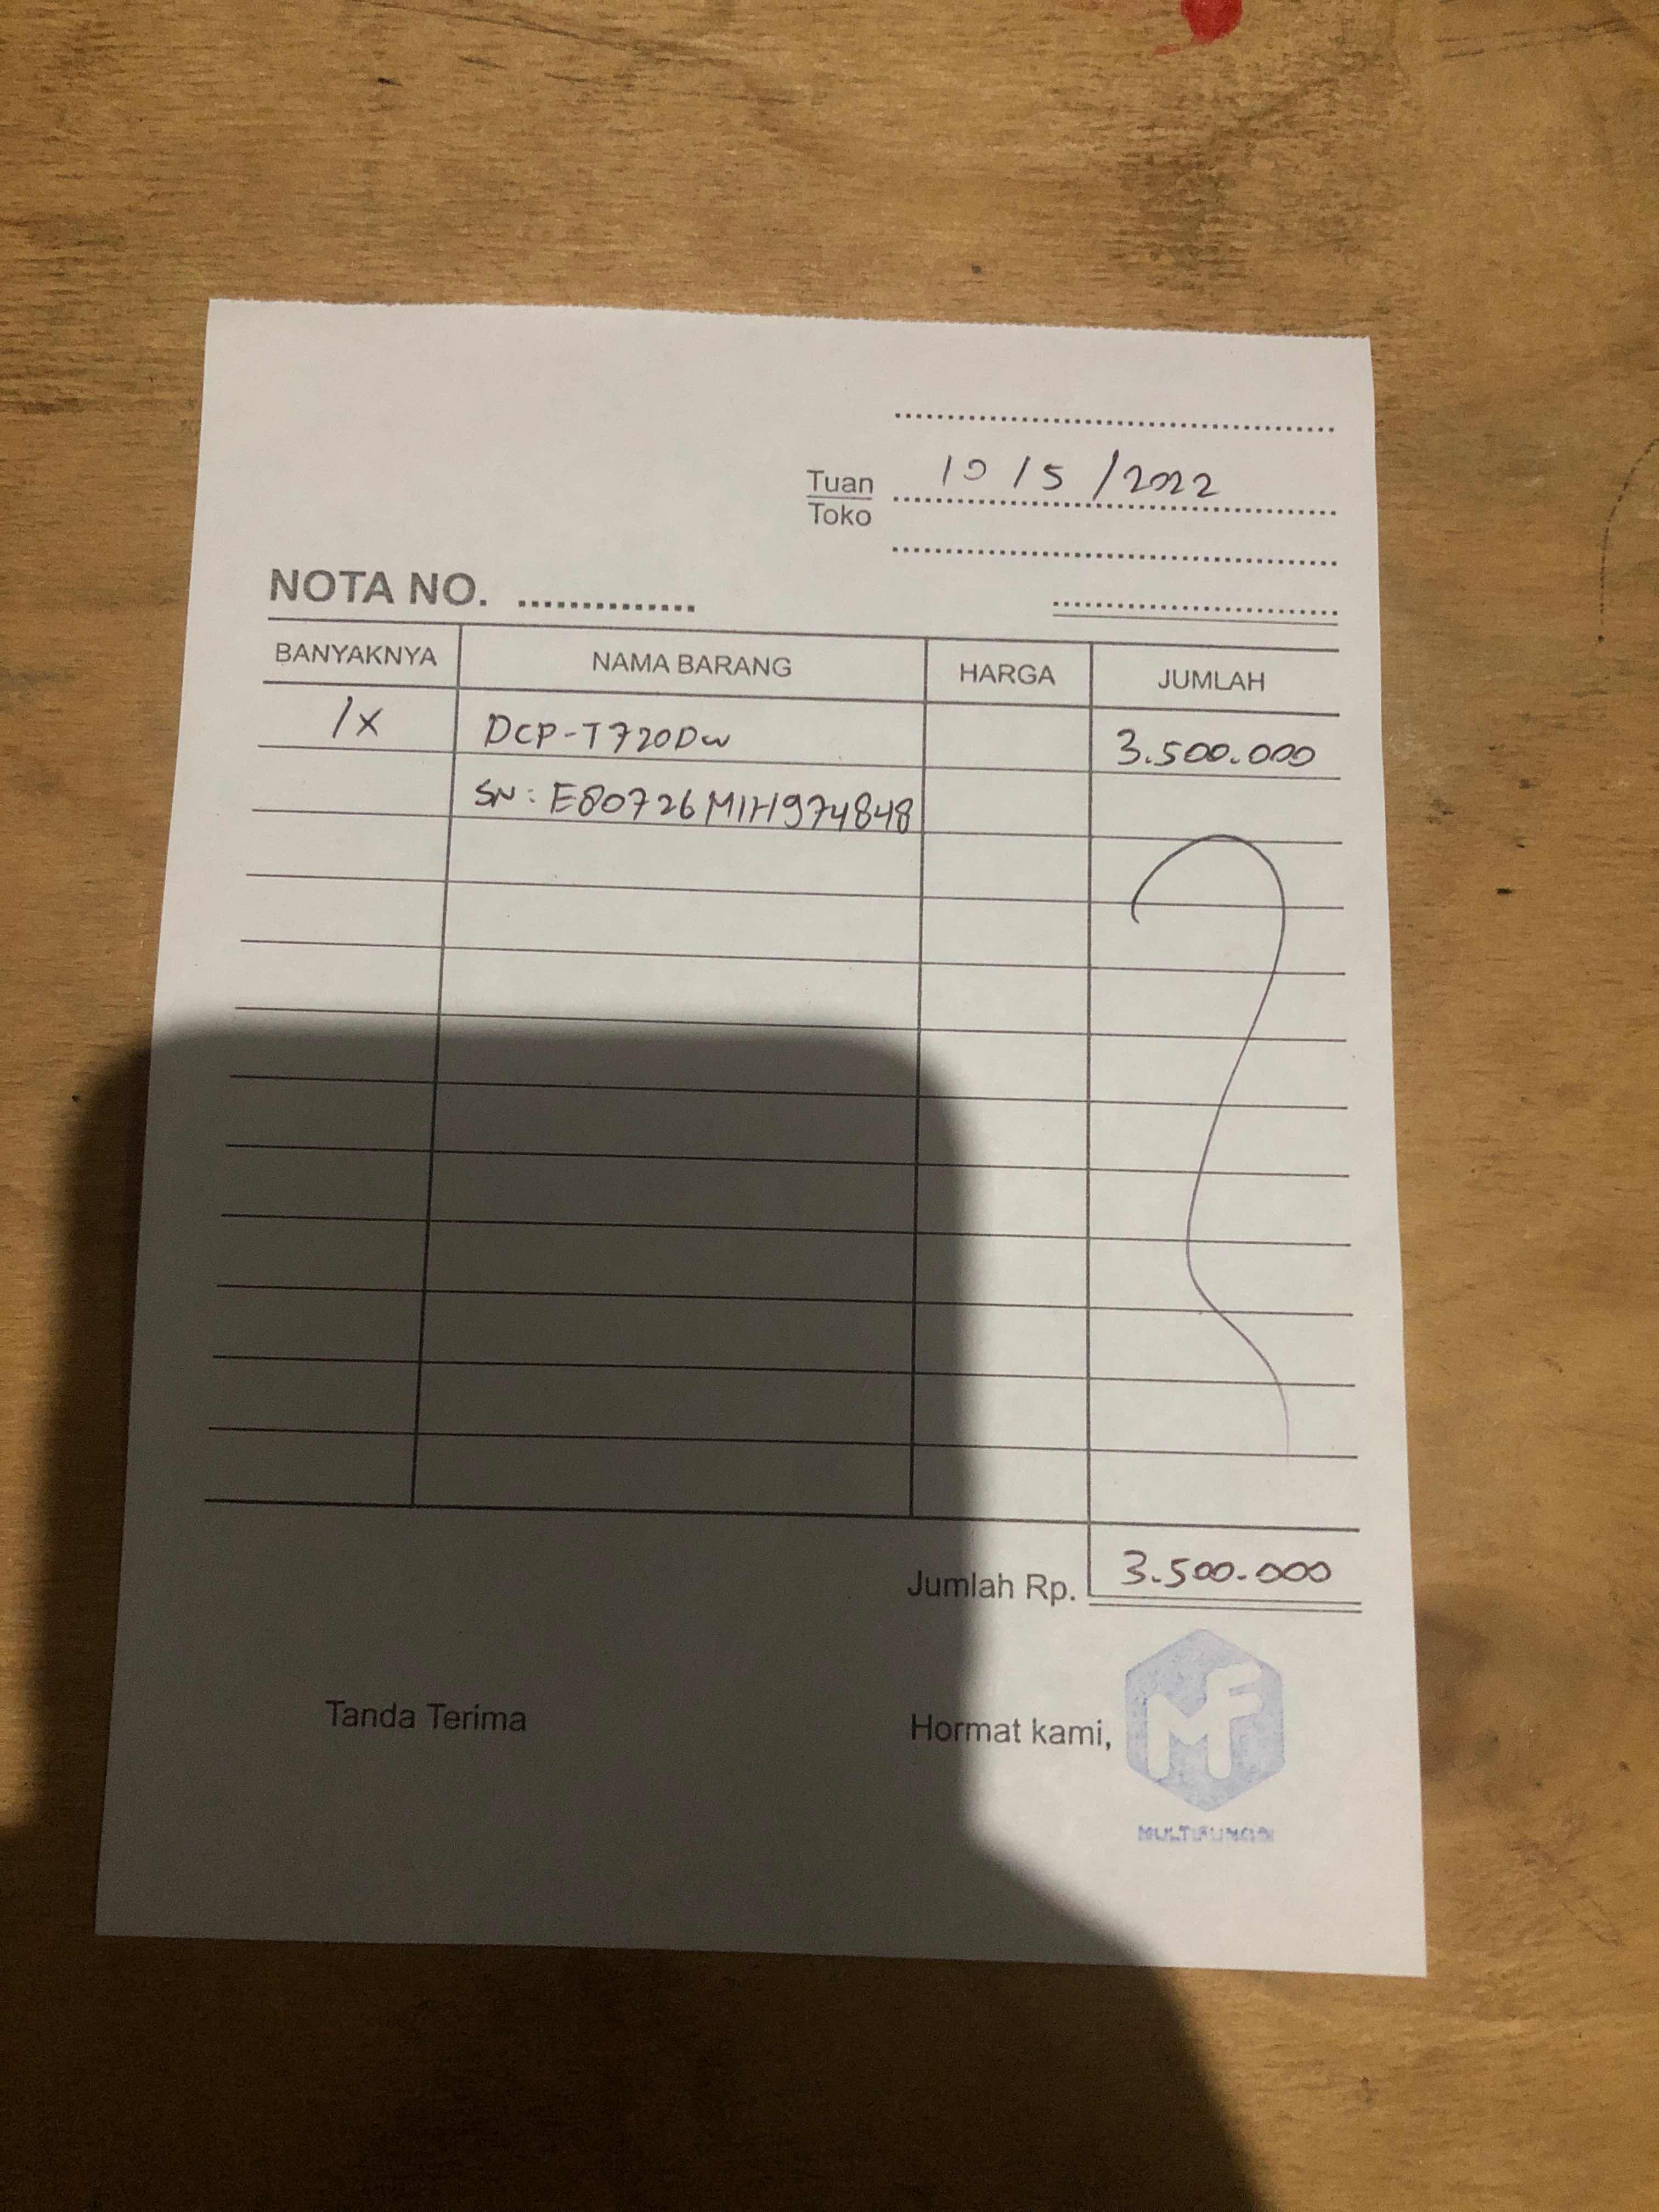 10/5/2022
Tuan
Toko
NOTA NO.
BANYAKNYA NAMA BARANG HARGA JUMLAH
1x DCP-T720DW 3.500.000
SN: E80726M1H974848
Jumlah Rp. 3.500.000
Tanda Terima Hormat kami,
MF
MULTIFUNGSI